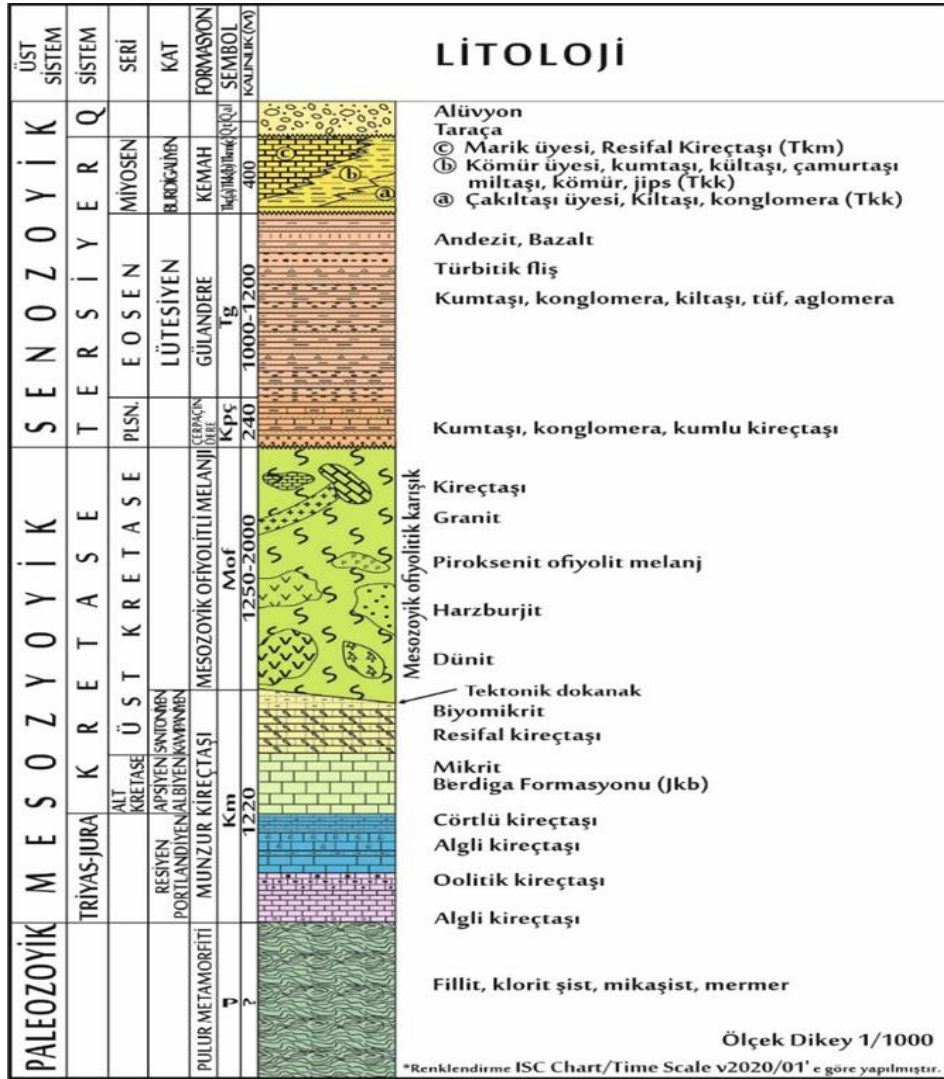 ÜST SİSTEM
SİSTEM
SERİ
KAT
FORMASYON
SEMBOL
KALINLIK(M)
LİTOLOJİ
SENOZOYİK
MESOZOYİK
PALEOZOYİK
Q
TERSİYER
KRETASE
TRİYAS-JURA
MİYOSEN
EOSEN
PLSN.
ÜST KRETASE
ALT KRETASE
BURDİGALİYEN
LÜTESİYEN
SANTONİYEN
KAMPANİYEN
APSİYEN
ALBİYEN
RESİYEN
PORTLANDİYEN
KEMAH
GÜLANDERE
ÇERPAÇİN DERE
MESOZOYİK OFİYOLİTLİ MELANJI
MUNZUR KİREÇTAŞI
PULUR METAMORFİTİ
Tg
Kpç
Mof
Km
P
400
1000-1200
240
1250-2000
1220
?
c
b
a
Alüvyon
Taraça
c Marik üyesi, Resifal Kireçtaşı (Tkm)
b Kömür üyesi, kumtaşı, kültaşı, çamurtaşı
miltaşı, kömür, jips (Tkk)
a Çakıltaşı üyesi, Kiltaşı, konglomera (Tkk)
Andezit, Bazalt
Türbitik fliş
Kumtaşı, konglomera, kiltaşı, tüf, aglomera
Kumtaşı, konglomera, kumlu kireçtaşı
Mesozoyik ofiyolitik karışık
Kireçtaşı
Granit
Piroksenit ofiyolit melanj
Harzburjit
Dünit
Tektonik dokanak
Biyomikrit
Resifal kireçtaşı
Mikrit
Berdiga Formasyonu (Jkb)
Cörtlü kireçtaşı
Algli kireçtaşı
Oolitik kireçtaşı
Algli kireçtaşı
Fillit, klorit şist, mikaşist, mermer
Ölçek Dikey 1/1000
*Renklendirme ISC Chart/Time Scale v2020/01' e göre yapılmıştır.